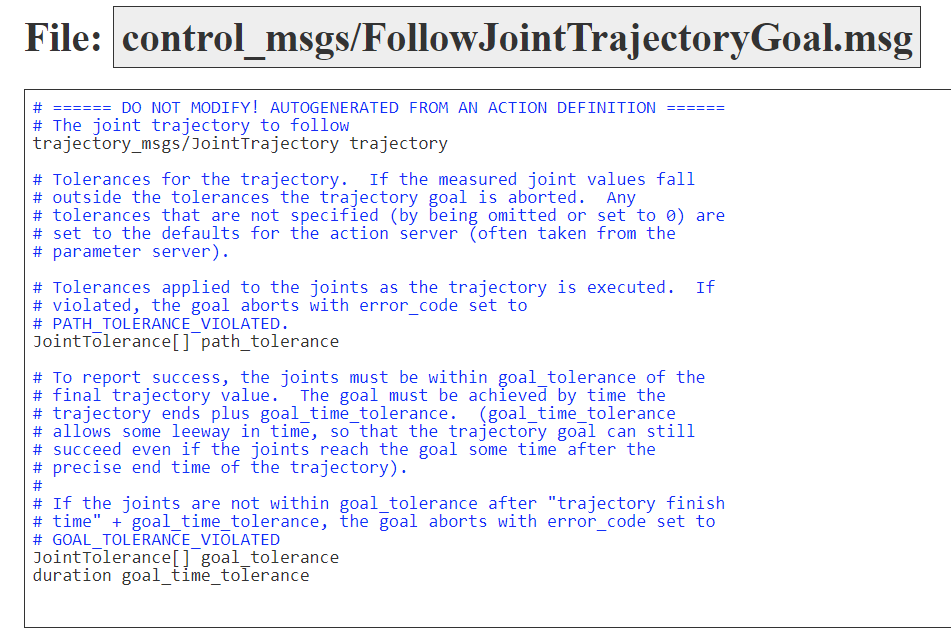 File: control_msgs/FollowJointTrajectoryGoal.msg
# ====== DO NOT MODIFY! AUTOGENERATED FROM AN ACTION DEFINITION ======
# The joint trajectory to follow
trajectory_msgs/JointTrajectory trajectory
# Tolerances for the trajectory.  If the measured joint values fall
# outside the tolerances the trajectory goal is aborted.  Any
# tolerances that are not specified (by being omitted or set to 0) are
# set to the defaults for the action server (often taken from the
# parameter server).
# Tolerances applied to the joints as the trajectory is executed.  If
# violated, the goal aborts with error_code set to
# PATH_TOLERANCE_VIOLATED.
JointTolerance[] path_tolerance
# To report success, the joints must be within goal_tolerance of the
# final trajectory value.  The goal must be achieved by time the
# trajectory ends plus goal_time_tolerance.  (goal_time_tolerance
# allows some leeway in time, so that the trajectory goal can still
# succeed even if the joints reach the goal some time after the
# precise end time of the trajectory).
#
# If the joints are not within goal_tolerance after "trajectory finish
# time" + goal_time_tolerance, the goal aborts with error_code set to
# GOAL_TOLERANCE_VIOLATED
JointTolerance[] goal_tolerance
duration goal_time_tolerance